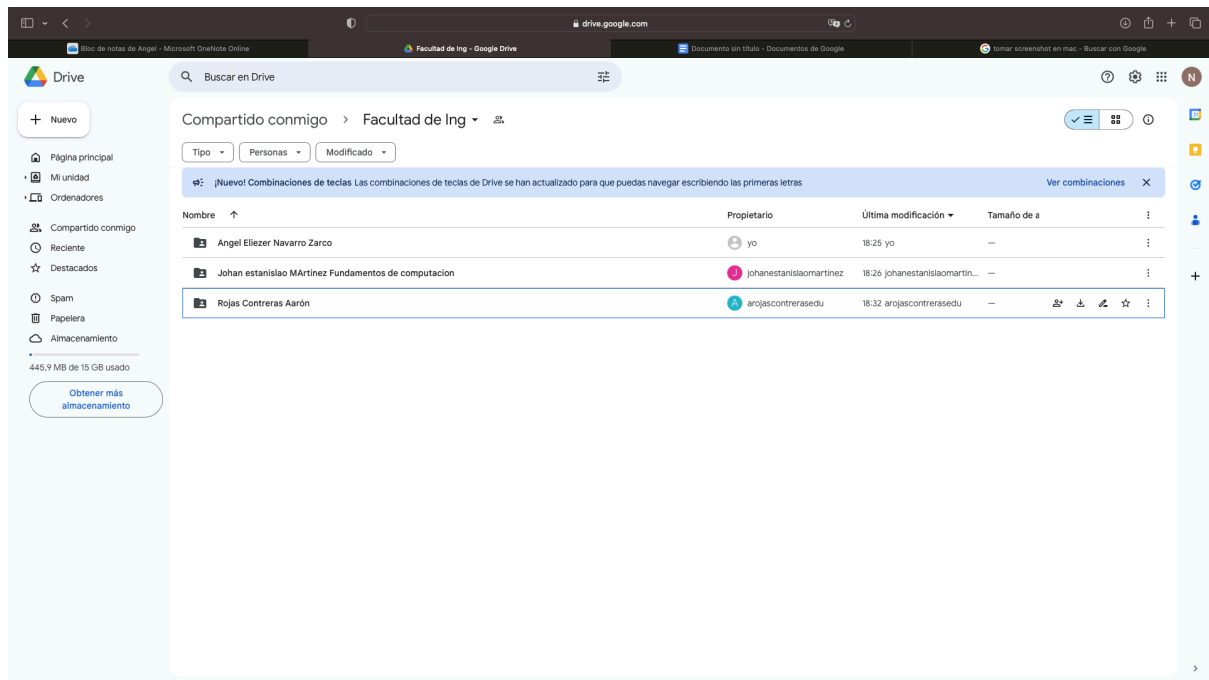 drive.google.com
Bloc de notas de Angel - Microsoft OneNote Online
Facultad de Ing - Google Drive
Documento sin título - Documentos de Google
tomar screenshot en mac - Buscar con Google
Drive
Buscar en Drive
N
Nuevo
Página principal
Mi unidad
Ordenadores
Compartido conmigo
Reciente
Destacados
Spam
Papelera
Almacenamiento
445,9 MB de 15 GB usado
Obtener más
almacenamiento
Compartido conmigo > Facultad de Ing
Tipo Personas Modificado
¡Nuevo! Combinaciones de teclas Las combinaciones de teclas de Drive se han actualizado para que puedas navegar escribiendo las primeras letras Ver combinaciones
Nombre Propietario Última modificación Tamaño de a
Angel Eliezer Navarro Zarco yo 18:25 yo —
Johan estanislao MArtinez Fundamentos de computacion J johanestanislaomartinez 18:26 johanestanislaomartin... —
Rojas Contreras Aarón A arojascontrerasedu 18:32 arojascontrerasedu —